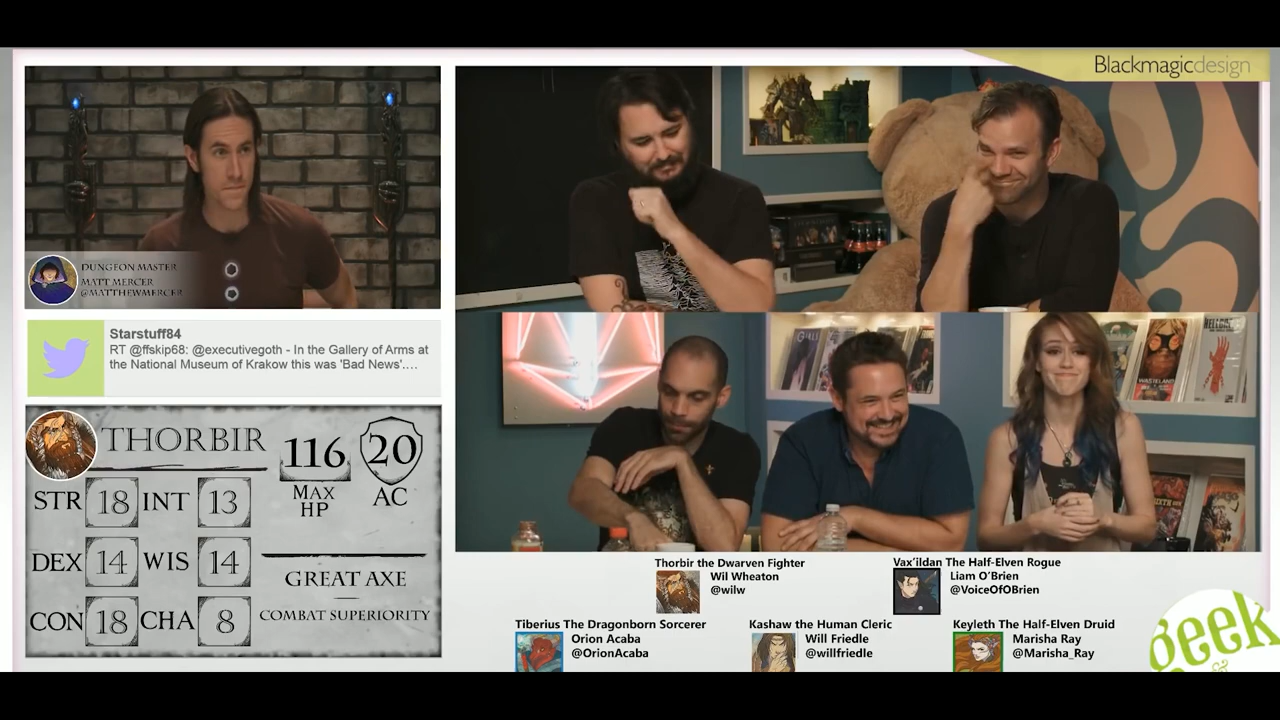 Blackmagicdesign
DUNGEON MASTER
MATT MERCER
@MATTHEWMERCER
Starstuff84
RT @ffskip68: @executivegoth - In the Gallery of Arms at
the National Museum of Krakow this was 'Bad News'....
THORBIR
116
MAX
HP
20
AC
STR 18 INT 13
DEX 14 WIS 14
CON 18 CHA 8
GREAT AXE
COMBAT SUPERIORITY
WASTELAND
Thorbir the Dwarven Fighter
Wil Wheaton
@wilw
Vax'ildan The Half-Elven Rogue
Liam O'Brien
@VoiceOfOBrien
Tiberius The Dragonborn Sorcerer
Orion Acaba
@OrionAcaba
Kashaw the Human Cleric
Will Friedle
@willfriedle
Keyleth The Half-Elven Druid
Marisha Ray
@Marisha_Ray
geek
&